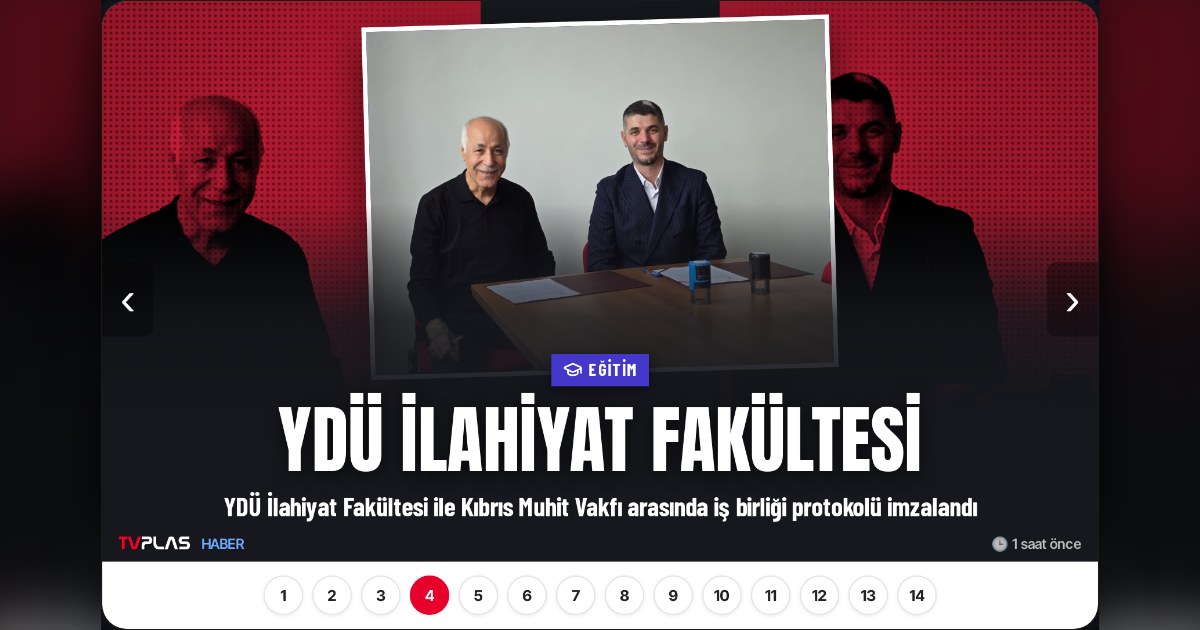 ‹
›
EĞİTİM
YDÜ İLAHİYAT FAKÜLTESİ
YDÜ İlahiyat Fakültesi ile Kıbrıs Muhit Vakfı arasında iş birliği protokolü imzalandı
TVPLAS HABER
1 saat önce
1 2 3 4 5 6 7 8 9 10 11 12 13 14